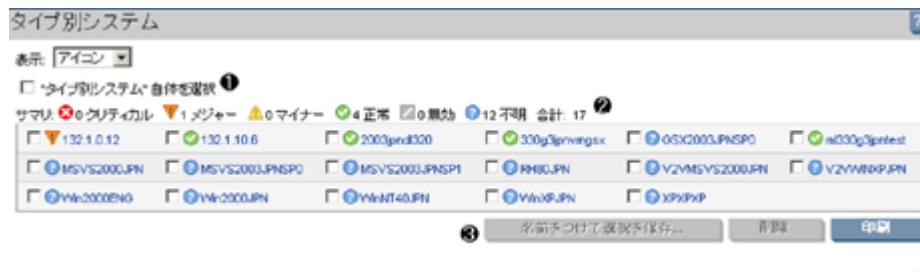 タイプ別システム ?
表示: アイコン
"タイプ別システム" 自体を選択 ❶
サマリ: 0 クリティカル 1 メジャー 0 マイナー 4 正常 0 無効 12 不明 合計: 17 ❷
132.1.0.12 132.1.10.6 2003jpndl320 330g3jpnvmgsx GSX2003JPNSP0 ml330g3jpntest
MSVS2000JPN MSVS2003JPNSP0 MSVS2003JPNSP1 RH80JPN V2VMSVS2000JPN V2VWINXPJPN
Win2000ENG Win2000JPN WinNT40JPN WinXPJPN XPXPXP
❸ 名前をつけて選択を保存... 削除 印刷